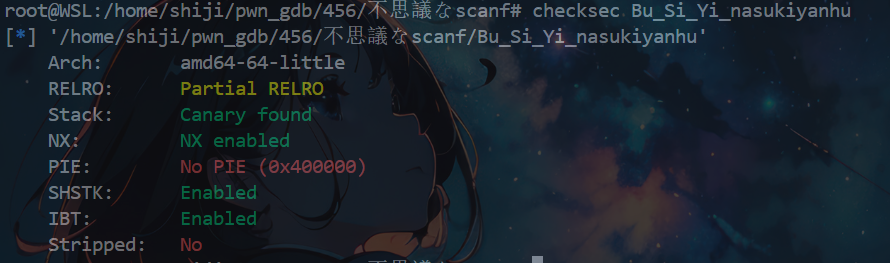 root@WSL:/home/shiji/pwn_gdb/456/不思議なscanf# checksec Bu_Si_Yi_nasukiyanhu
[*] '/home/shiji/pwn_gdb/456/不思議なscanf/Bu_Si_Yi_nasukiyanhu'
Arch: amd64-64-little
RELRO: Partial RELRO
Stack: Canary found
NX: NX enabled
PIE: No PIE (0x400000)
SHSTK: Enabled
IBT: Enabled
Stripped: No